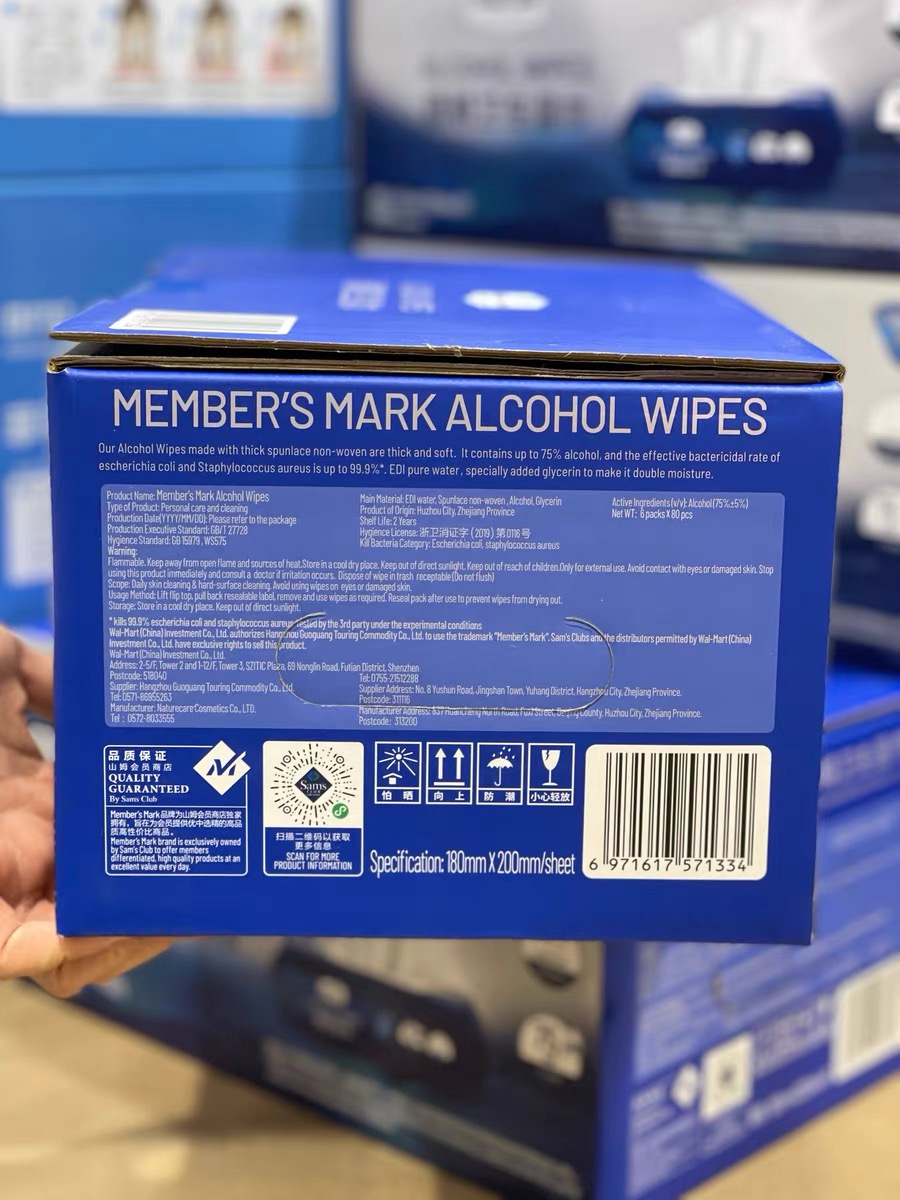 MEMBER'S MARK ALCOHOL WIPES
Our Alcohol Wipes made with thick spunlace non-woven are thick and soft. It contains up to 75% alcohol, and the effective bactericidal rate of
escherichia coli and Staphylococcus aureus is up to 99.9%*. EDI pure water, specially added glycerin to make it double moisture.
Product Name: Member's Mark Alcohol Wipes
Type of Product: Personal care and cleaning
Production Date(YYYY/MM/DD): Please refer to the package
Production Executive Standard: GB/T 27728
Hygience Standard: GB 15979 , WS575
Main Material: EDI water, Spunlace non-woven , Alcohol, Glycerin
Product of Origin: Huzhou City, Zhejiang Province
Shelf Life: 2 Years
Hygience License: 浙卫消证字 (2019) 第0116号
Kill Bacteria Category: Escherichia coli, staphylococcus aureus
Active Ingredients(v/v): Alcohol (75%±5%)
Net WT: 6 packs X 80 pcs
Warning:
Flammable. Keep away from open flame and sources of heat.Store in a cool dry place. Keep out of direct sunlight. Keep out of reach of children.Only for external use. Avoid contact with eyes or damaged skin. Stop
using this product immediately and consult a doctor if irritation occurs. Dispose of wipe in trash receptable(Do not flush)
Scope: Daily skin cleaning & hard-surface cleaning. Avoid using wipes on eyes or damaged skin.
Usage Method: Lift flip top, pull back resealable label, remove and use wipes as required. Reseal pack after use to prevent wipes from drying out.
Storage: Store in a cool dry place. Keep out of direct sunlight.
* kills 99.9% escherichia coli and staphylococcus aureus tested by the 3rd party under the experimental conditions
Wal-Mart (China) Investment Co., Ltd. authorizes Hangzhou Guoguang Touring Commodity Co., Ltd. to use the trademark "Member's Mark". Sam's Clubs and the distributors permitted by Wal-Mart (China)
Investment Co., Ltd. have exclusive rights to sell this product.
Wal-Mart (China) Investment Co., Ltd.
Address: 2-5/F, Tower 2 and 1-12/F, Tower 3, SZITIC Plaza, 69 Nonglin Road, Futian District, Shenzhen
Postcode: 518040
Tel: 0755-21512288
Supplier: Hangzhou Guoguang Touring Commodity Co., Ltd.
Supplier Address: No. 8 Yushun Road, Jingshan Town, Yuhang District, Hangzhou City, Zhejiang Province.
Tel: 0571-86955263
Postcode: 311116
Manufacturer: Naturecare Cosmetics Co., LTD.
Manufacturer Address: 637 Huancheng North Road, Fuxi Street, Deqing County, Huzhou City, Zhejiang Province.
Tel : 0572-8033555
Postcode : 313200
品质保证
山姆会员商店
QUALITY
GUARANTEED
By Sams Club
Member's Mark品牌为山姆会员商店独家
拥有，旨在为会员提供优中选精的高品
质高性价比商品。
Member's Mark brand is exclusively owned
by Sam's Club to offer members
differentiated, high quality products at an
excellent value every day.
Sams
CLUB
扫描二维码以获取
更多信息
SCAN FOR MORE
PRODUCT INFORMATION
怕晒
向上
防潮
小心轻放
Specification: 180mm X 200mm/sheet
6 971617 571334